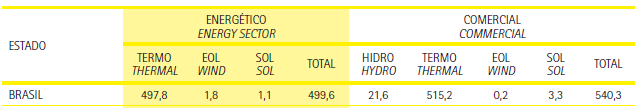 ENERGÉTICO COMERCIAL
ENERGY SECTOR COMMERCIAL
ESTADO
TERMO EOL SOL TOTAL HIDRO TERMO EOL SOL TOTAL
THERMAL WIND SOL HYDRO THERMAL WIND SOL
BRASIL 497,8 1,8 1,1 499,6 21,6 515,2 0,2 3,3 540,3